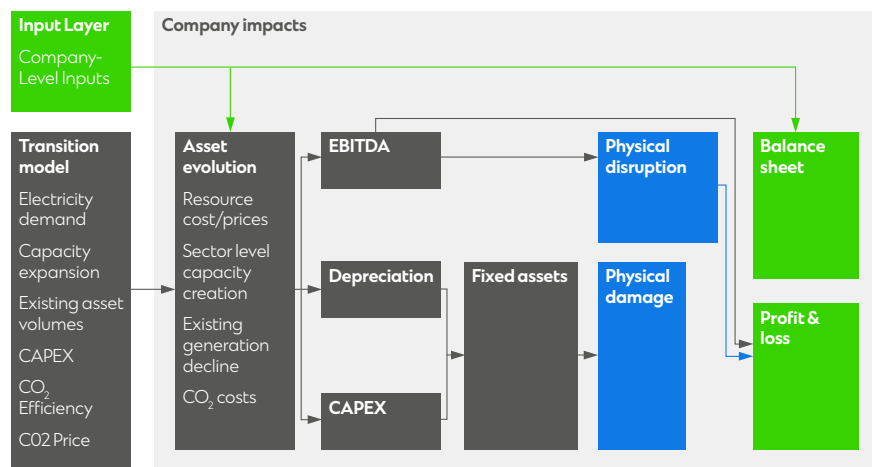 Input Layer
Company-
Level Inputs
Company impacts
Transition
model
Electricity
demand
Capacity
expansion
Existing asset
volumes
CAPEX
CO2
Efficiency
C02 Price
Asset
evolution
Resource
cost/prices
Sector level
capacity
creation
Existing
generation
decline
CO2 costs
EBITDA
Depreciation
CAPEX
Fixed assets
Physical
disruption
Physical
damage
Balance
sheet
Profit &
loss